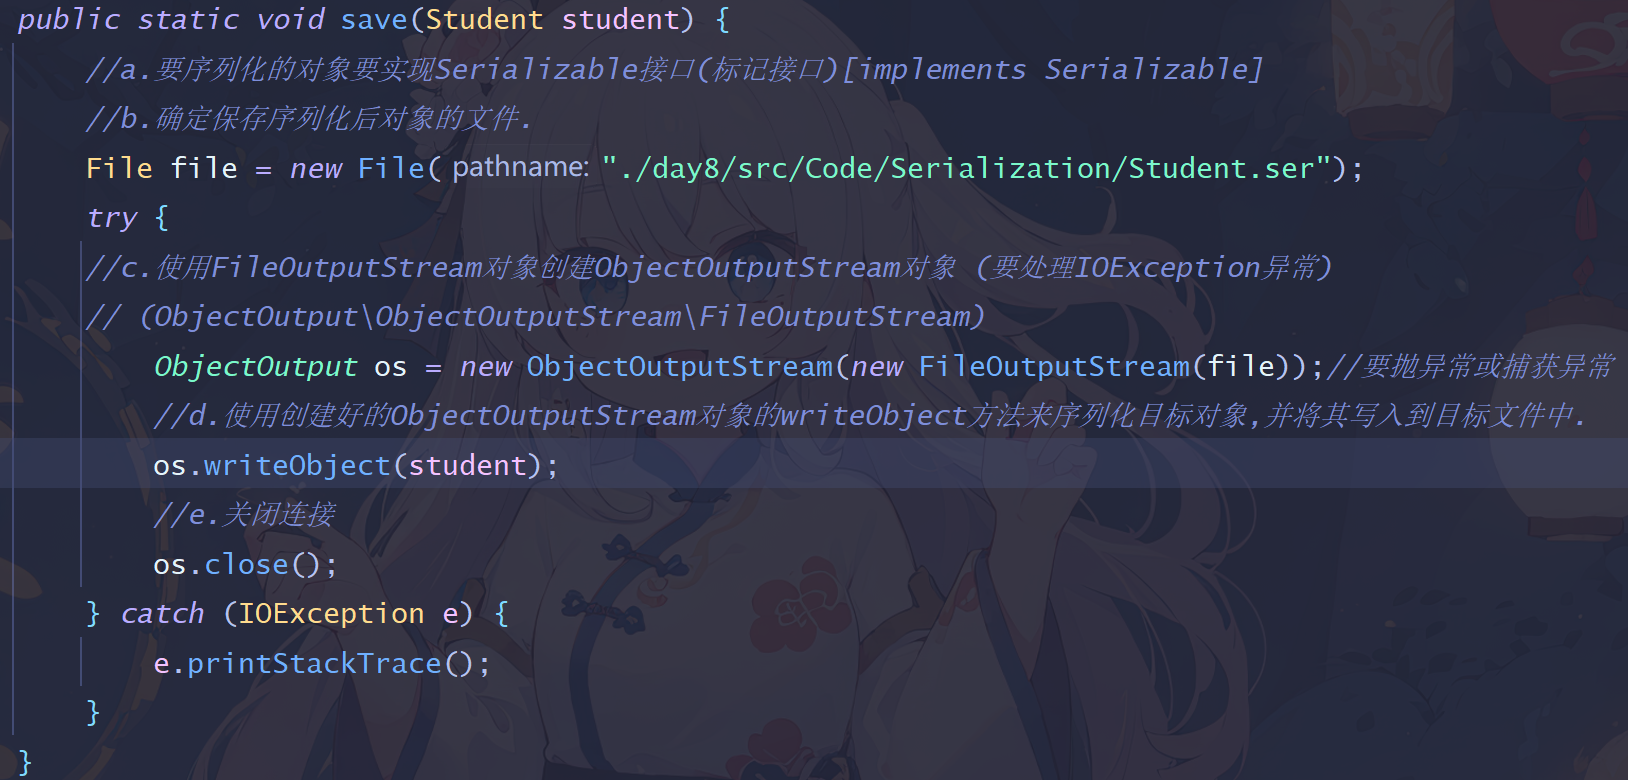 public static void save(Student student) {
//a.要序列化的对象要实现Serializable接口(标记接口)[implements Serializable]
//b.确定保存序列化后对象的文件.
File file = new File( pathname: "./day8/src/Code/Serialization/Student.ser");
try {
//c.使用FileOutputStream对象创建ObjectOutputStream对象 (要处理IOException异常)
// (ObjectOutput\ObjectOutputStream\FileOutputStream)
ObjectOutput os = new ObjectOutputStream(new FileOutputStream(file));//要抛异常或捕获异常
//d.使用创建好的ObjectOutputStream对象的writeObject方法来序列化目标对象,并将其写入到目标文件中.
os.writeObject(student);
//e.关闭连接
os.close();
} catch (IOException e) {
e.printStackTrace();
}
}